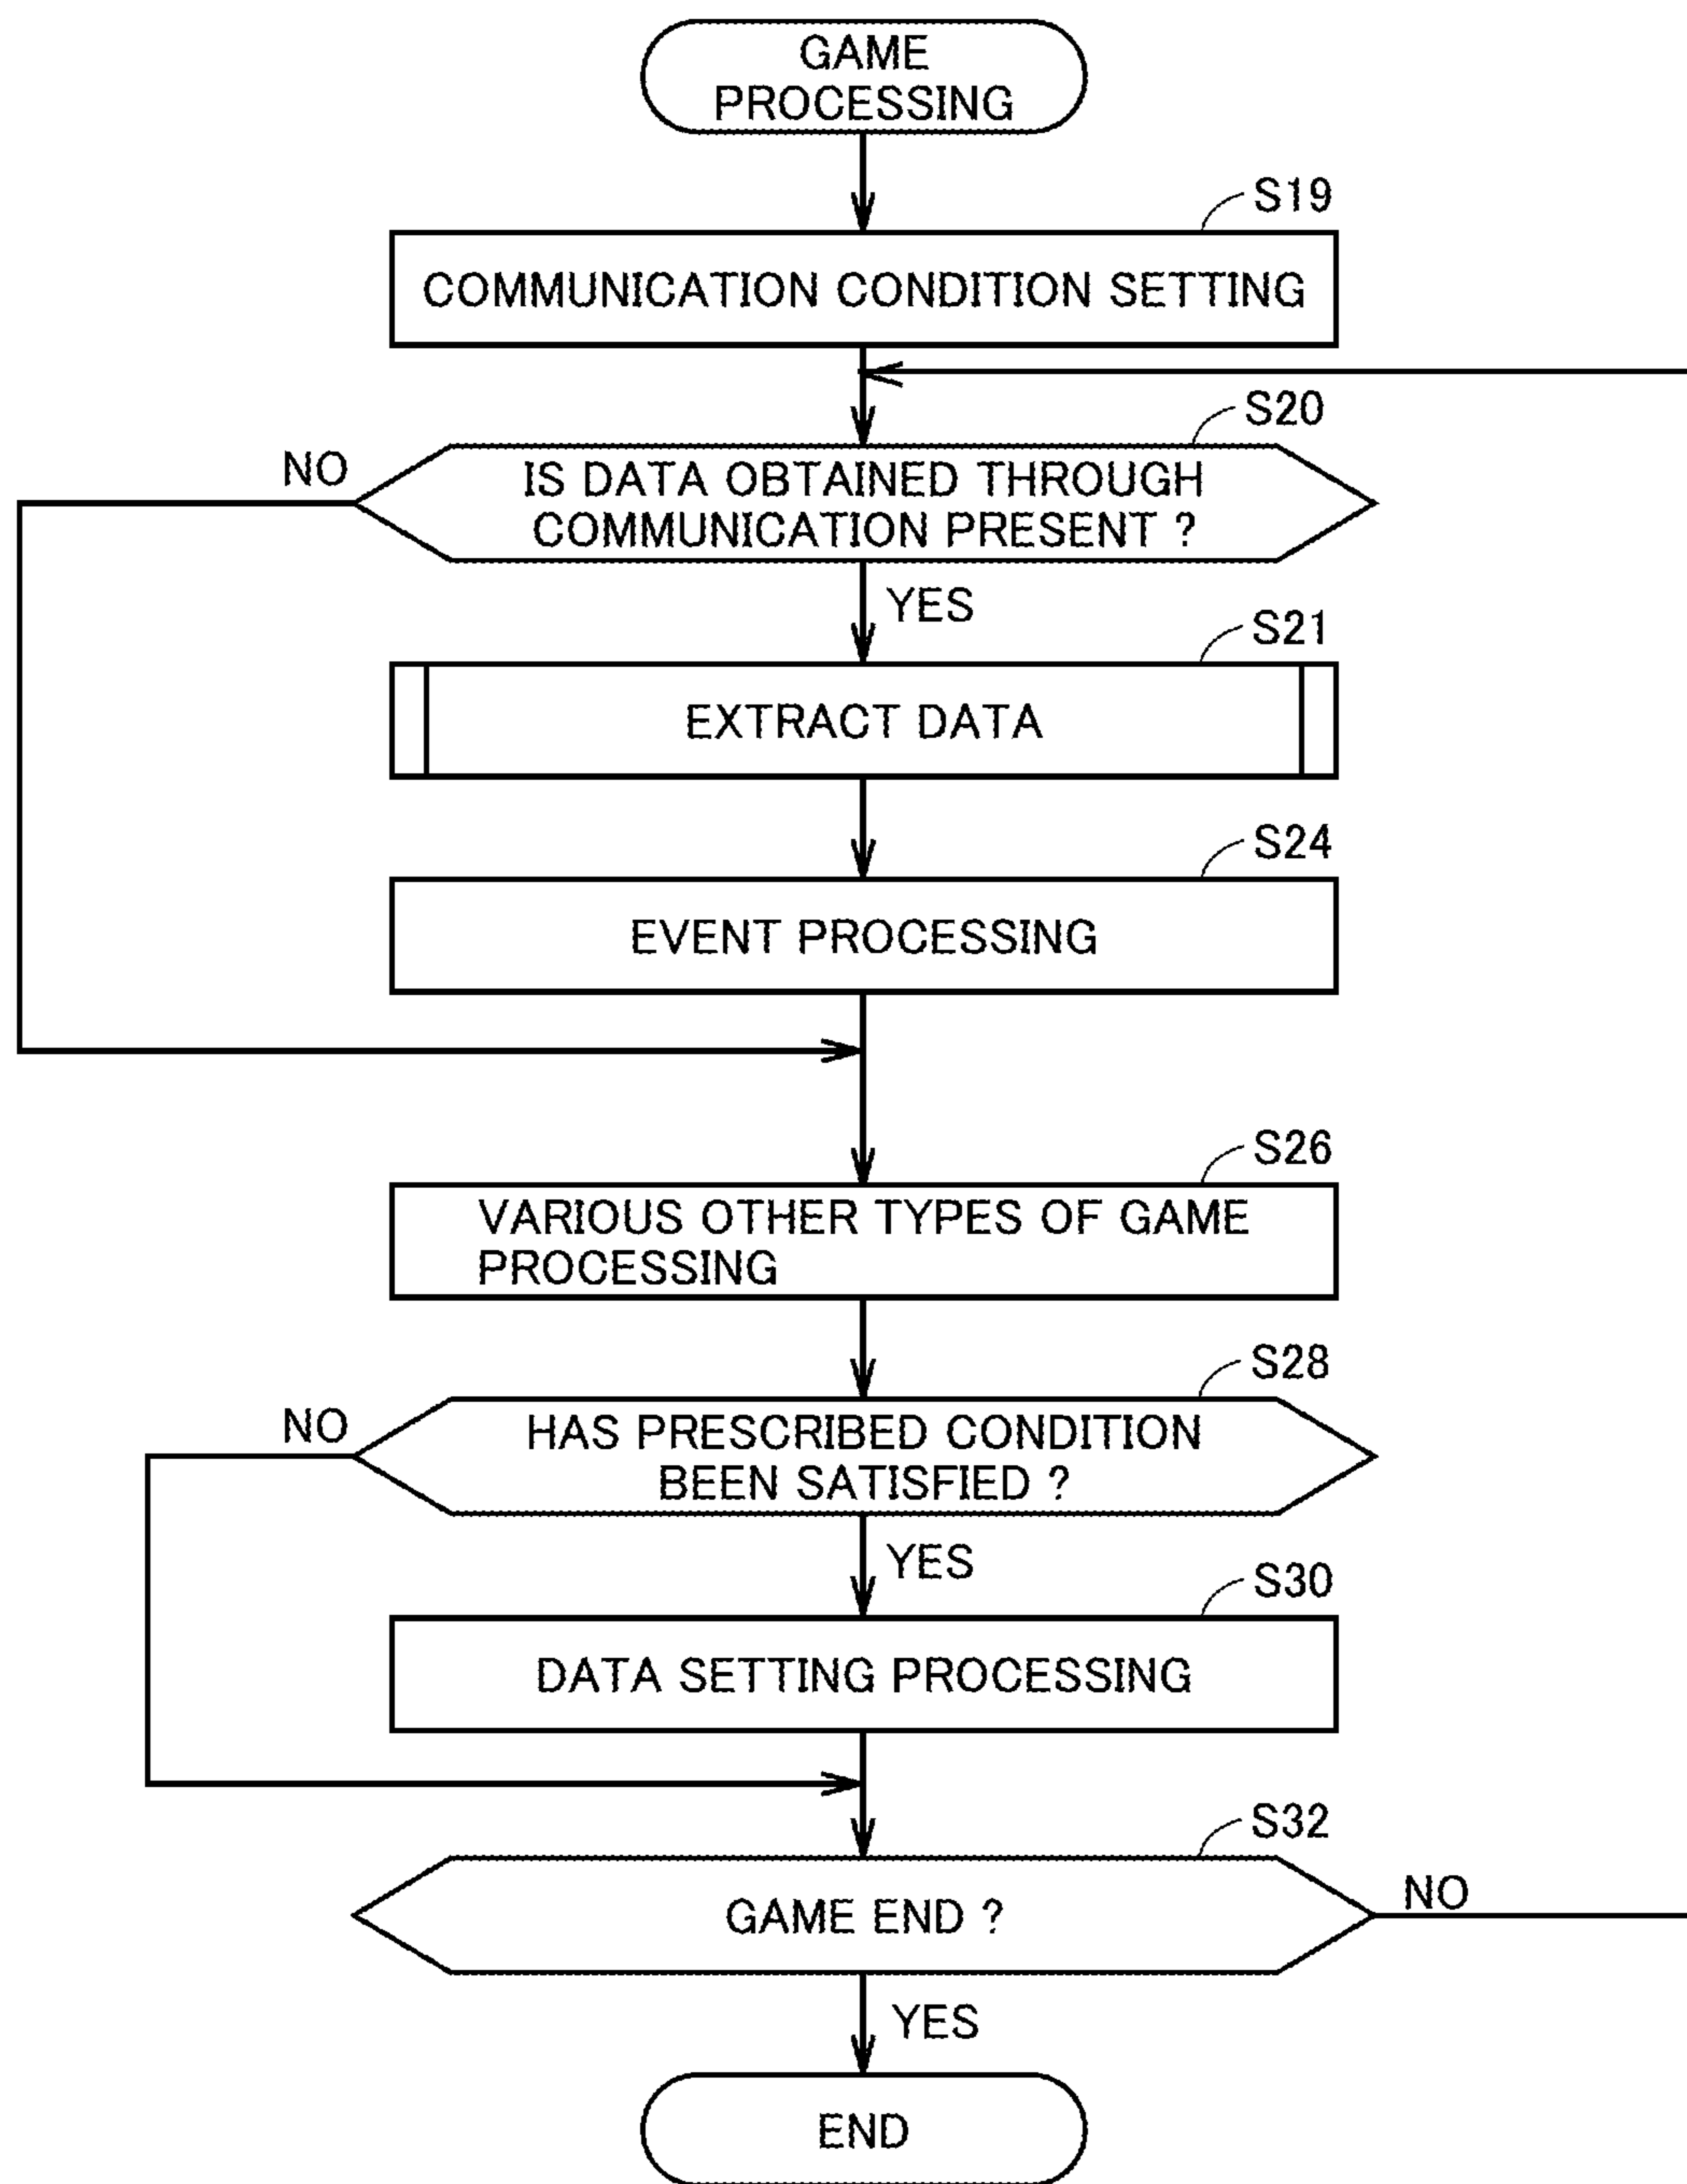 GAME
PROCESSING
S19
COMMUNICATION CONDITION SETTING
S20
NO
IS DATA OBTAINED THROUGH
COMMUNICATION PRESENT ?
YES
S21
EXTRACT DATA
S24
EVENT PROCESSING
S26
VARIOUS OTHER TYPES OF GAME
PROCESSING
S28
NO
HAS PRESCRIBED CONDITION
BEEN SATISFIED ?
YES
S30
DATA SETTING PROCESSING
S32
GAME END ?
NO
YES
END